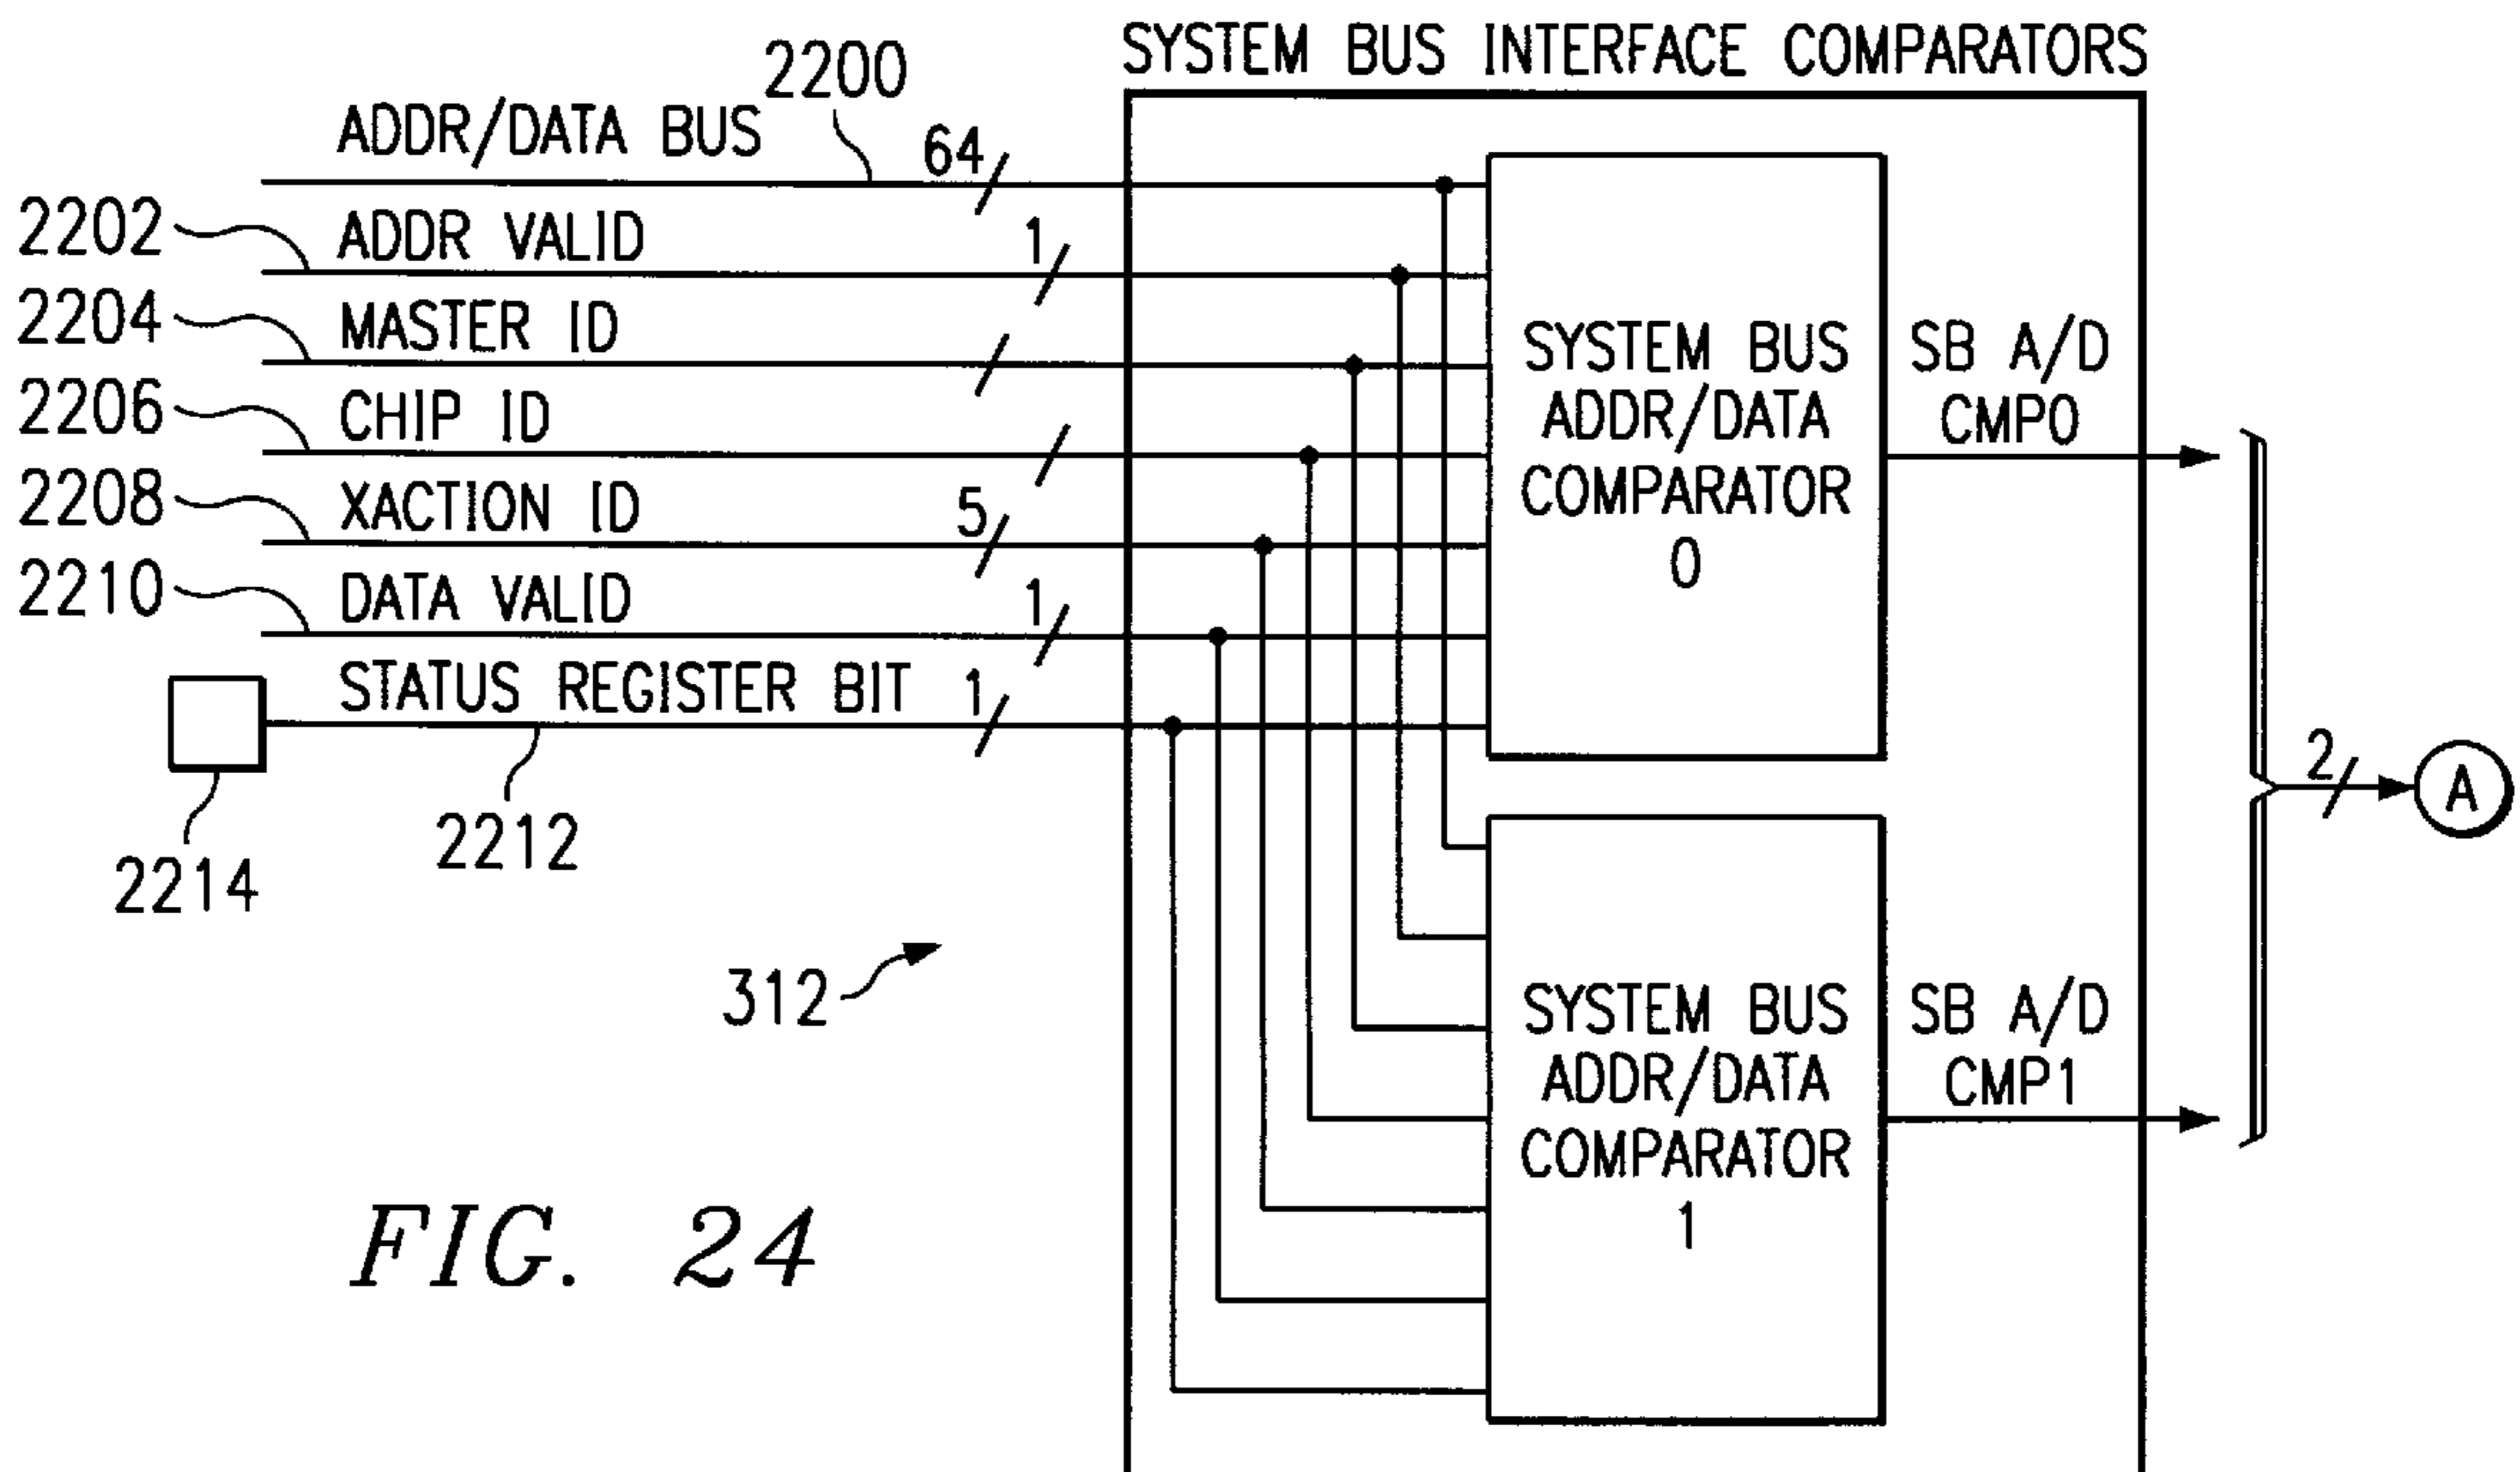 SYSTEM BUS INTERFACE COMPARATORS
2200
ADDR/DATA BUS
64
2202
ADDR VALID
1
2204
MASTER ID
2206
CHIP ID
2208
XACTION ID
5
2210
DATA VALID
1
STATUS REGISTER BIT
1
2212
2214
SYSTEM BUS
ADDR/DATA
COMPARATOR
0
SB A/D
CMP0
2
A
312
SYSTEM BUS
ADDR/DATA
COMPARATOR
1
SB A/D
CMP1
FIG. 24